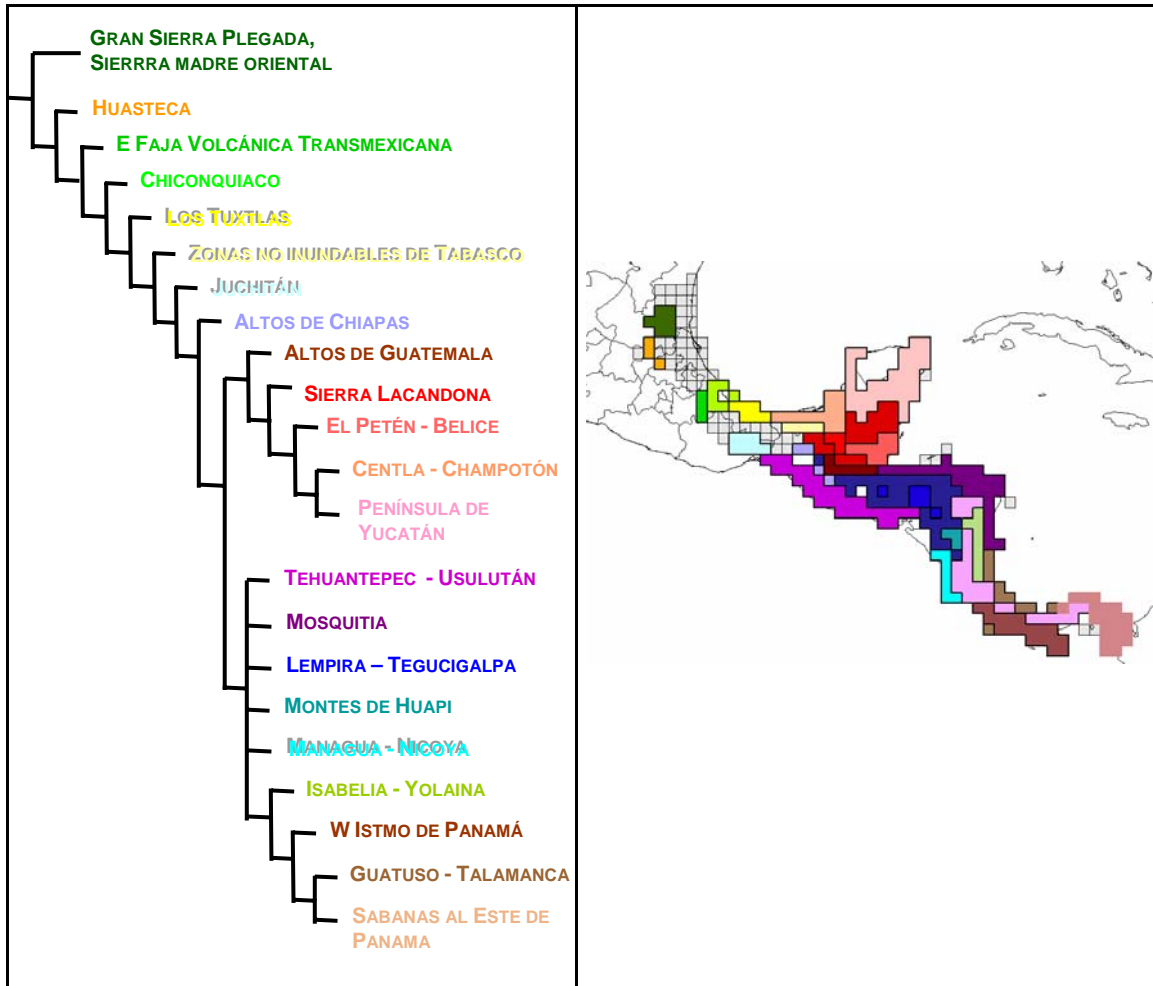 GRAN SIERRA PLEGADA,
SIERRRA MADRE ORIENTAL
HUASTECA
E FAJA VOLCÁNICA TRANSMEXICANA
CHICONQUIACO
LOS TUXTLAS
ZONAS NO INUNDABLES DE TABASCO
JUCHITÁN
ALTOS DE CHIAPAS
ALTOS DE GUATEMALA
SIERRA LACANDONA
EL PETÉN - BELICE
CENTLA - CHAMPOTÓN
PENÍNSULA DE
YUCATÁN
TEHUANTEPEC - USULUTÁN
MOSQUITIA
LEMPIRA – TEGUCIGALPA
MONTES DE HUAPI
MANAGUA - NICOYA
ISABELIA - YOLAINA
W ISTMO DE PANAMÁ
GUATUSO - TALAMANCA
SABANAS AL ESTE DE
PANAMA